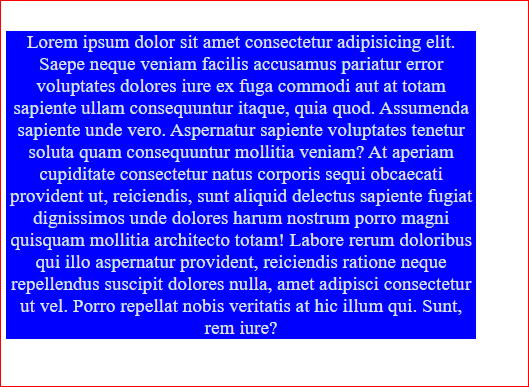 Lorem ipsum dolor sit amet consectetur adipisicing elit.
Saepe neque veniam facilis accusamus pariatur error
voluptates dolores iure ex fuga commodi aut at totam
sapiente ullam consequuntur itaque, quia quod. Assumenda
sapiente unde vero. Aspernatur sapiente voluptates tenetur
soluta quam consequuntur mollitia veniam? At aperiam
cupiditate consectetur natus corporis sequi obcaecati
provident ut, reiciendis, sunt aliquid delectus sapiente fugiat
dignissimos unde dolores harum nostrum porro magni
quisquam mollitia architecto totam! Labore rerum doloribus
qui illo aspernatur provident, reiciendis ratione neque
repellendus suscipit dolores nulla, amet adipisci consectetur
ut vel. Porro repellat nobis veritatis at hic illum qui. Sunt,
rem iure?